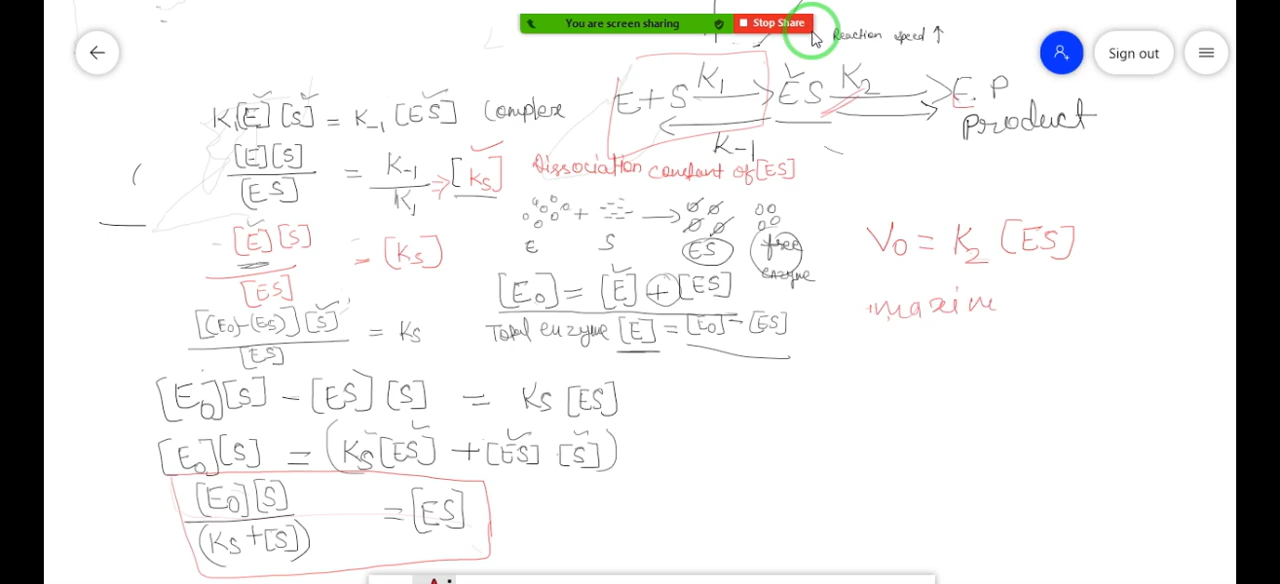 You are screen sharing Stop Share
Reaction speed ↑
Sign out
E + S K1 ES K2 E. P
K-1
product
K1[E][S] = K-1 [ES] Complex
[E][S] / [ES] = K-1 / K1 ⇒ [Ks] Dissociation constant of [ES]
+ →
E S ES free enzyme
[E][S] / [ES] = [Ks]
V0 = K2 [ES]
[E0] = [E] + [ES]
maxim
[(E0)-(ES)][S] / [ES] = Ks
Total enzyme [E] = [E0] - [ES]
[E0][S] - [ES][S] = Ks [ES]
[E0][S] = (Ks[ES] + [ES][S])
[E0][S] / (Ks+[S]) = [ES]